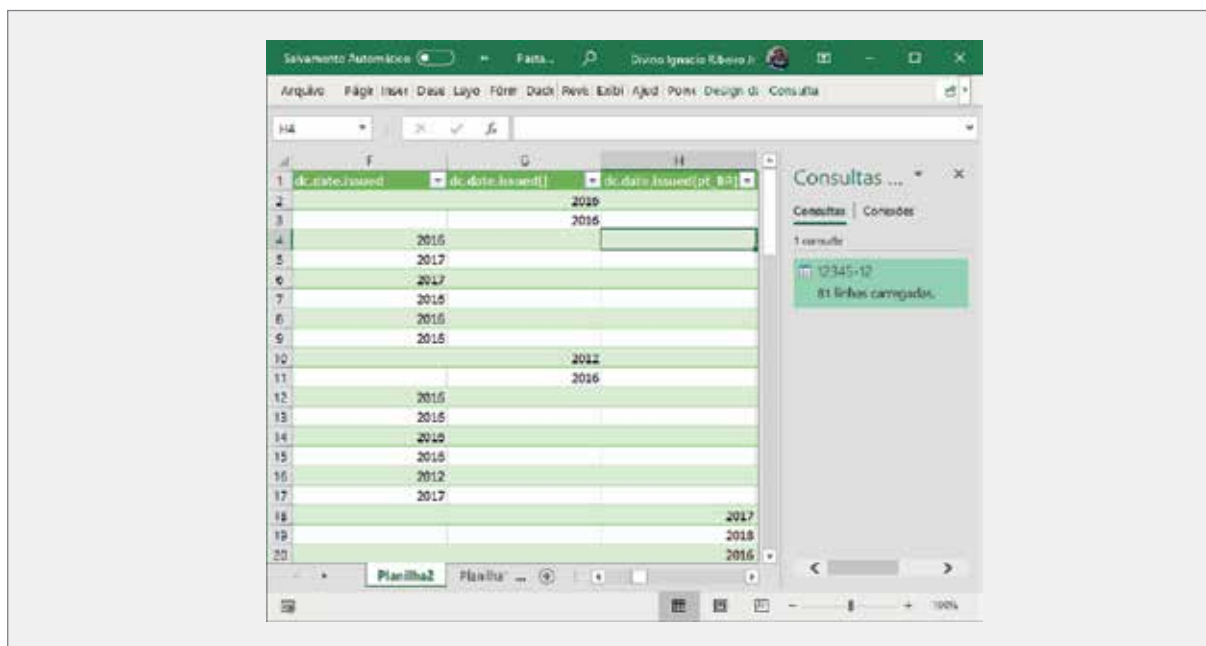 Salvamento Automático Pasta... Divino Ignacio Ribeiro Jr
Arquivo Págir Inser Dese Layo Fórm Dado Revis Exibi Ajud Powe Design da Consulta
H4 fx
F G H
1 dc.date.issued dc.date.issued[] dc.date.issued[pt_BR]
2 2016
3 2016
4 2016
5 2017
6 2017
7 2016
8 2016
9 2016
10 2012
11 2016
12 2016
13 2016
14 2016
15 2016
16 2012
17 2017
18 2017
19 2018
20 2016
Planilha2 Planilha ...
100%
Consultas ...
Consultas | Conexões
1 consulta
12345-12
81 linhas carregadas.